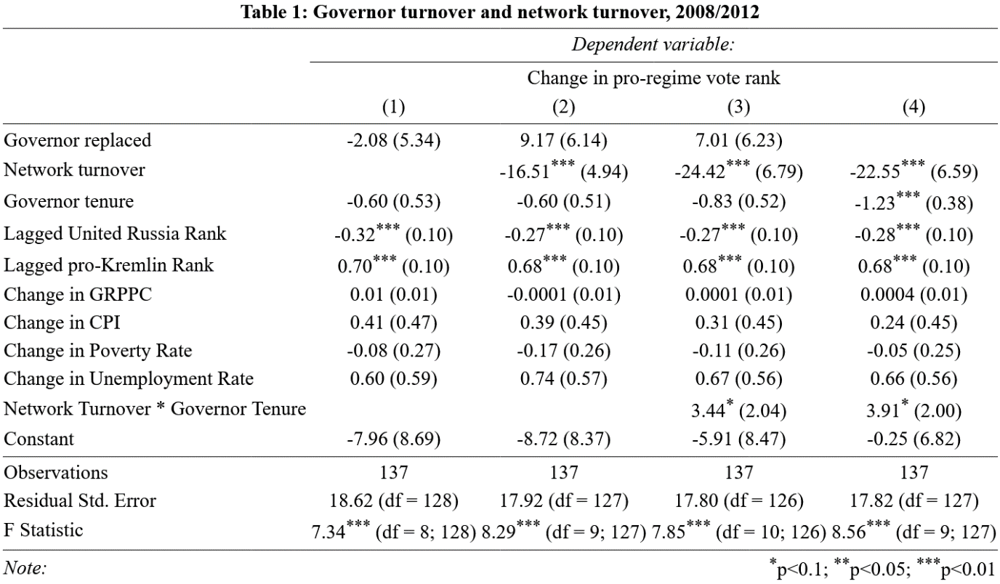 Table 1: Governor turnover and network turnover, 2008/2012
Dependent variable:
Change in pro-regime vote rank
(1) (2) (3) (4)
Governor replaced -2.08 (5.34) 9.17 (6.14) 7.01 (6.23)
Network turnover -16.51*** (4.94) -24.42*** (6.79) -22.55*** (6.59)
Governor tenure -0.60 (0.53) -0.60 (0.51) -0.83 (0.52) -1.23*** (0.38)
Lagged United Russia Rank -0.32*** (0.10) -0.27*** (0.10) -0.27*** (0.10) -0.28*** (0.10)
Lagged pro-Kremlin Rank 0.70*** (0.10) 0.68*** (0.10) 0.68*** (0.10) 0.68*** (0.10)
Change in GRPPC 0.01 (0.01) -0.0001 (0.01) 0.0001 (0.01) 0.0004 (0.01)
Change in CPI 0.41 (0.47) 0.39 (0.45) 0.31 (0.45) 0.24 (0.45)
Change in Poverty Rate -0.08 (0.27) -0.17 (0.26) -0.11 (0.26) -0.05 (0.25)
Change in Unemployment Rate 0.60 (0.59) 0.74 (0.57) 0.67 (0.56) 0.66 (0.56)
Network Turnover * Governor Tenure 3.44* (2.04) 3.91* (2.00)
Constant -7.96 (8.69) -8.72 (8.37) -5.91 (8.47) -0.25 (6.82)
Observations 137 137 137 137
Residual Std. Error 18.62 (df = 128) 17.92 (df = 127) 17.80 (df = 126) 17.82 (df = 127)
F Statistic 7.34*** (df = 8; 128) 8.29*** (df = 9; 127) 7.85*** (df = 10; 126) 8.56*** (df = 9; 127)
Note: *p<0.1; **p<0.05; ***p<0.01